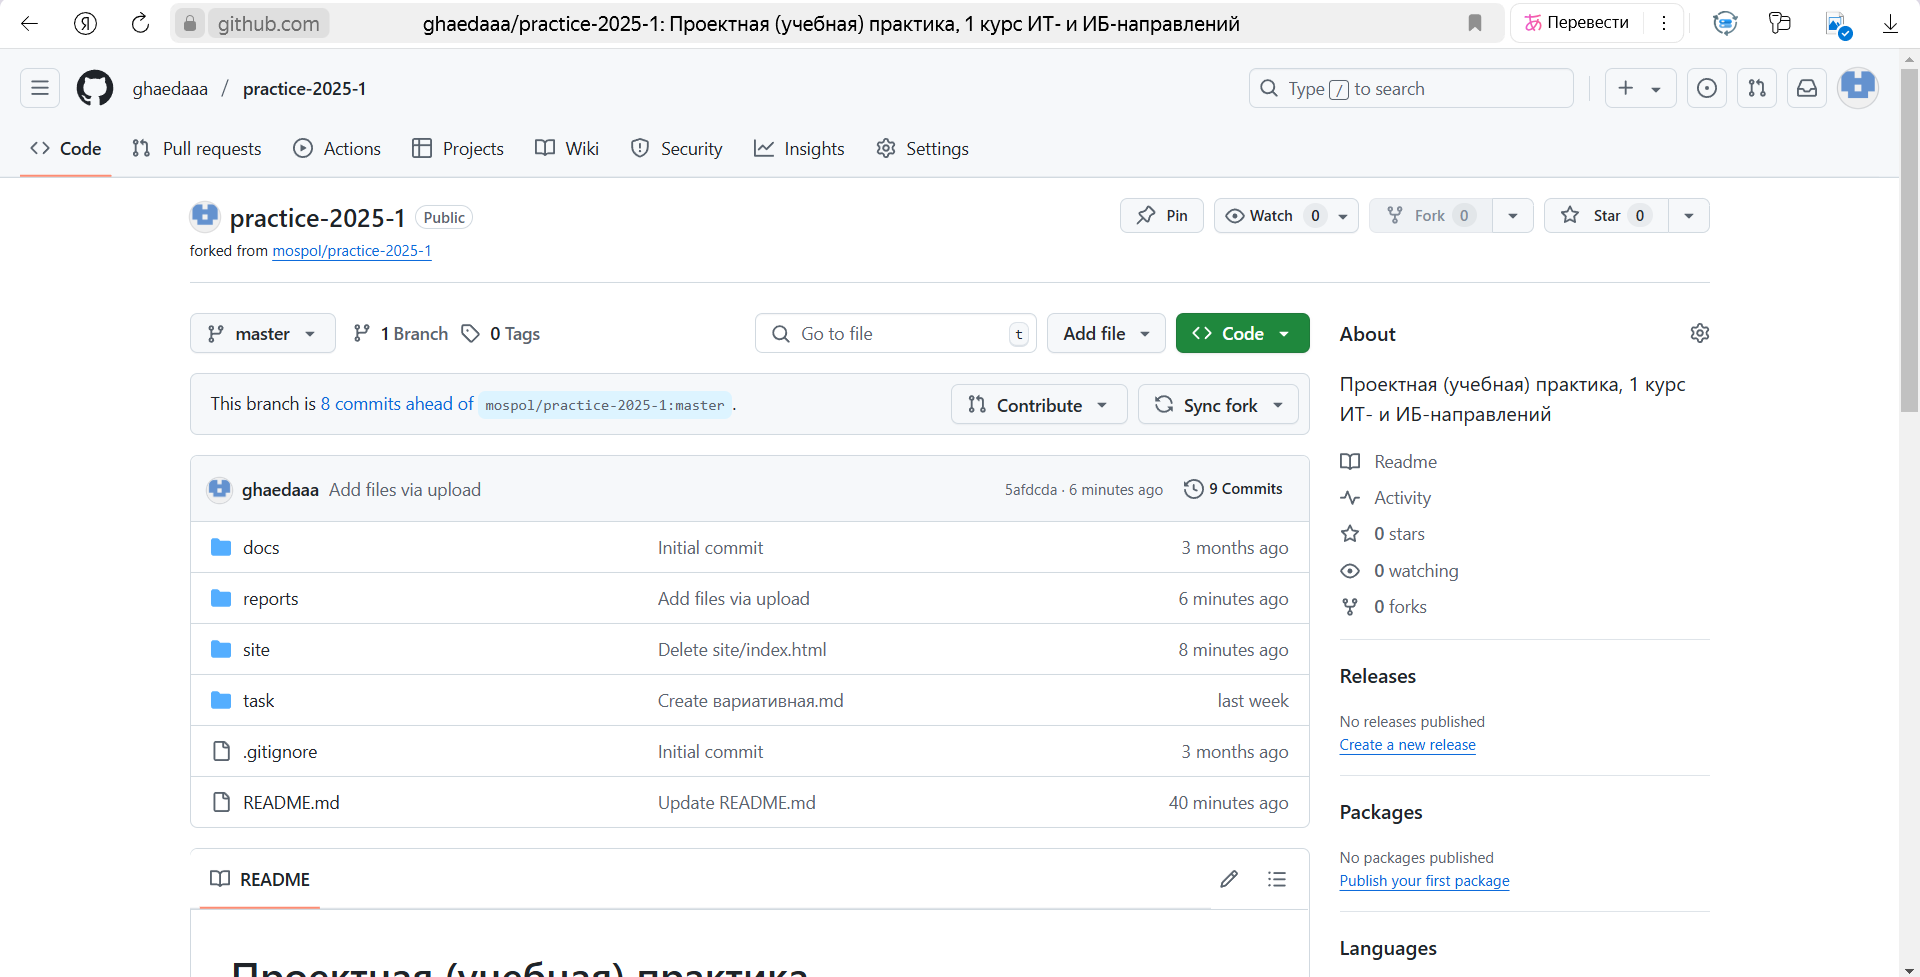 Я github.com ghaedaaa/practice-2025-1: Проектная (учебная) практика, 1 курс ИТ- и ИБ-направлений Перевести
ghaedaaa / practice-2025-1 Type / to search
Code Pull requests Actions Projects Wiki Security Insights Settings
practice-2025-1 Public Pin Watch 0 Fork 0 Star 0
forked from mospol/practice-2025-1
master 1 Branch 0 Tags Go to file t Add file Code About
Проектная (учебная) практика, 1 курс
ИТ- и ИБ-направлений
This branch is 8 commits ahead of mospol/practice-2025-1:master . Contribute Sync fork
ghaedaaa Add files via upload 5afdcda · 6 minutes ago 9 Commits
docs Initial commit 3 months ago
reports Add files via upload 6 minutes ago
site Delete site/index.html 8 minutes ago
task Create вариативная.md last week
.gitignore Initial commit 3 months ago
README.md Update README.md 40 minutes ago
Readme
Activity
0 stars
0 watching
0 forks
Releases
No releases published
Create a new release
Packages
No packages published
Publish your first package
Languages
README
Проектная (учебная) практика